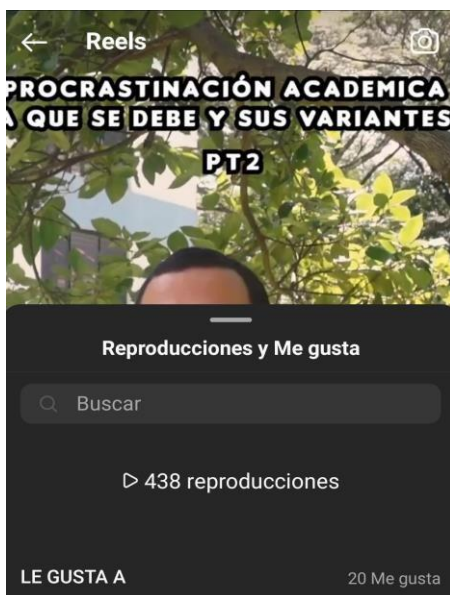 Reels
PROCRASTINACIÓN ACADEMICA
A QUE SE DEBE Y SUS VARIANTES
PT2
Reproducciones y Me gusta
Buscar
438 reproducciones
LE GUSTA A
20 Me gusta